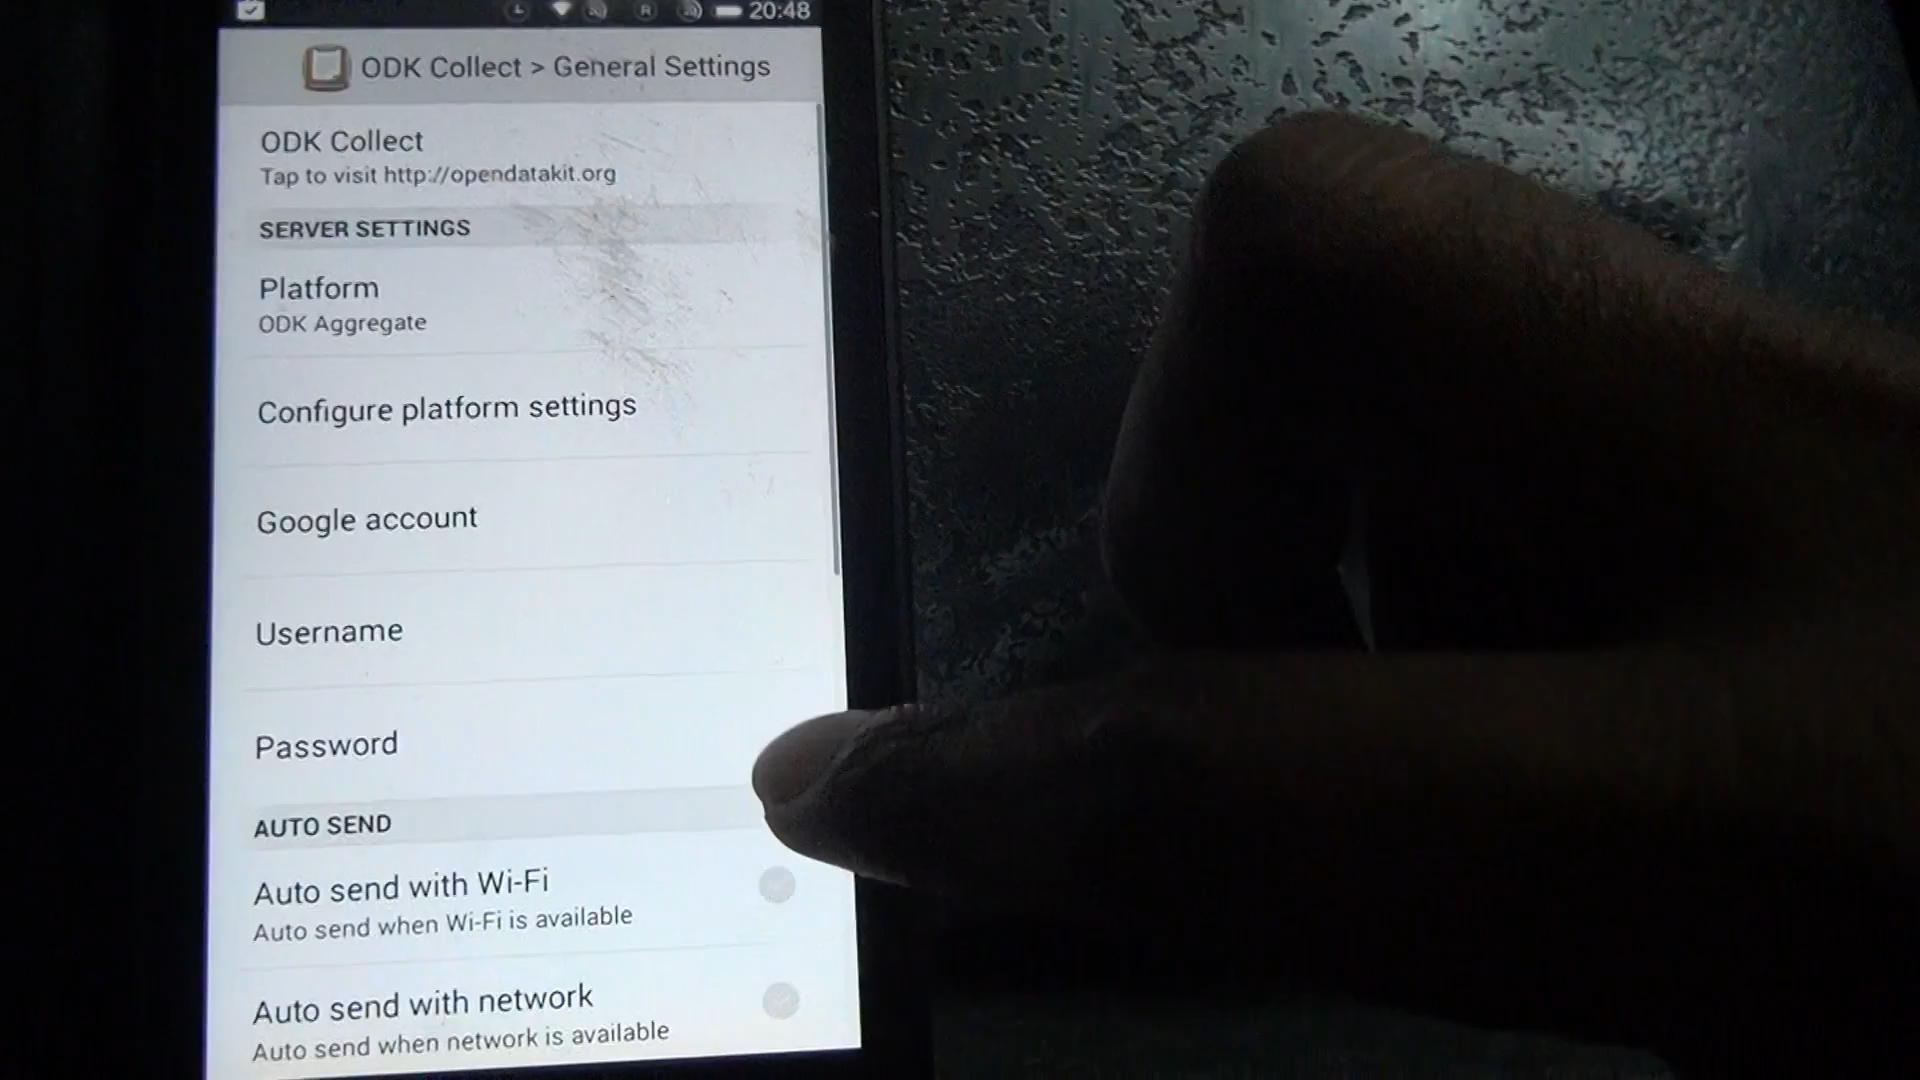 20:48
ODK Collect > General Settings
ODK Collect
Tap to visit http://opendatakit.org
SERVER SETTINGS
Platform
ODK Aggregate
Configure platform settings
Google account
Username
Password
AUTO SEND
Auto send with Wi-Fi
Auto send when Wi-Fi is available
Auto send with network
Auto send when network is available